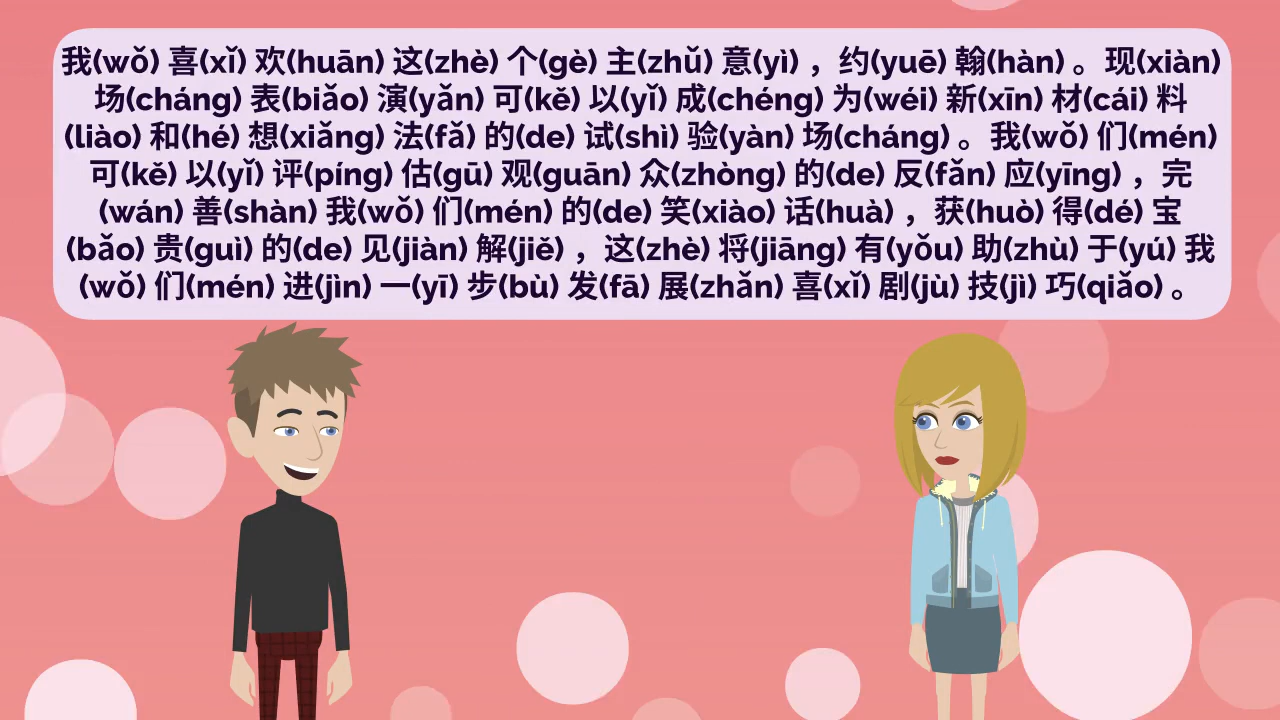 我(wǒ) 喜(xǐ) 欢(huān) 这(zhè) 个(gè) 主(zhǔ) 意(yì) ，约(yuē) 翰(hàn) 。现(xiàn)
场(cháng) 表(biǎo) 演(yǎn) 可(kě) 以(yǐ) 成(chéng) 为(wéi) 新(xīn) 材(cái) 料
(liào) 和(hé) 想(xiǎng) 法(fǎ) 的(de) 试(shì) 验(yàn) 场(cháng) 。我(wǒ) 们(mén)
可(kě) 以(yǐ) 评(píng) 估(gū) 观(guān) 众(zhòng) 的(de) 反(fǎn) 应(yīng) ，完
(wán) 善(shàn) 我(wǒ) 们(mén) 的(de) 笑(xiào) 话(huà) ，获(huò) 得(dé) 宝
(bǎo) 贵(guì) 的(de) 见(jiàn) 解(jiě) ，这(zhè) 将(jiāng) 有(yǒu) 助(zhù) 于(yú) 我
(wǒ) 们(mén) 进(jìn) 一(yī) 步(bù) 发(fā) 展(zhǎn) 喜(xǐ) 剧(jù) 技(jì) 巧(qiǎo) 。